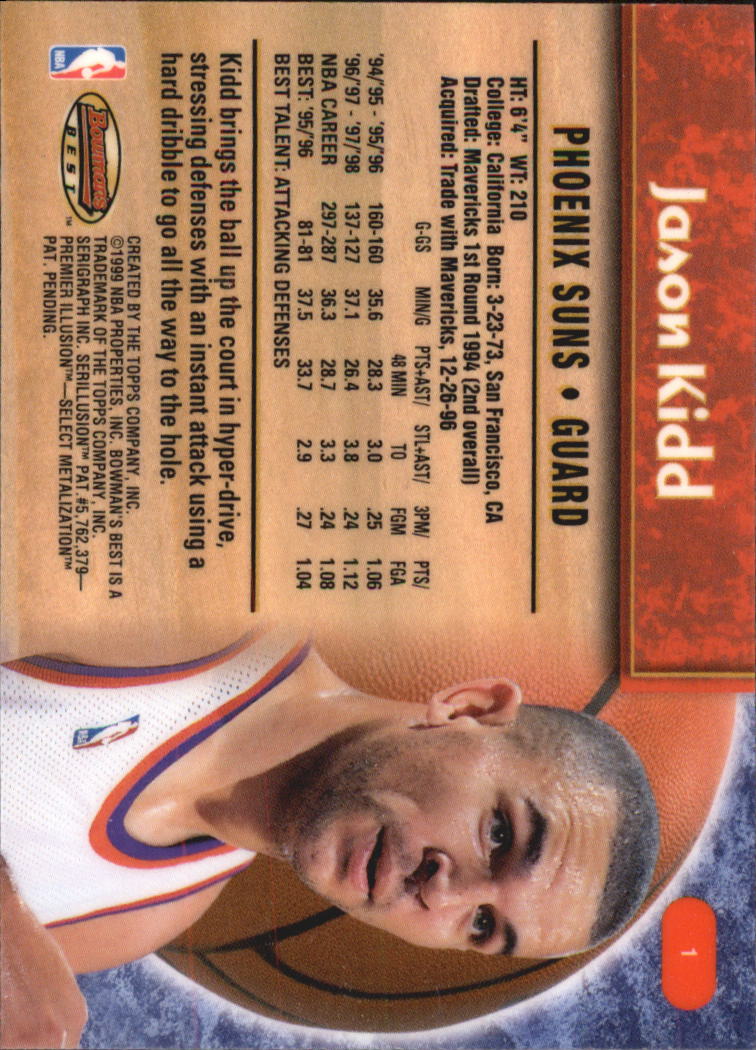 Jason Kidd
1
PHOENIX SUNS • GUARD
HT: 6'4" WT: 210
College: California Born: 3-23-73, San Francisco, CA
Drafted: Mavericks 1st Round 1994 (2nd overall)
Acquired: Trade with Mavericks, 12-26-96
G-GS MIN/G PTS+AST/ STL+AST/ 3PM/ PTS/
48 MIN TO FGM FGA
'94/'95 - '95/'96 160-160 35.6 28.3 3.0 .25 1.06
'96/'97 - '97/'98 137-127 37.1 26.4 3.8 .24 1.12
NBA CAREER 297-287 36.3 28.7 3.3 .24 1.08
BEST: '95/'96 81-81 37.5 33.7 2.9 .27 1.04
BEST TALENT: ATTACKING DEFENSES
Kidd brings the ball up the court in hyper-drive,
stressing defenses with an instant attack using a
hard dribble to go all the way to the hole.
NBA
Bowman's
BEST™
CREATED BY THE TOPPS COMPANY, INC.
©1999 NBA PROPERTIES, INC. BOWMAN'S BEST IS A
TRADEMARK OF THE TOPPS COMPANY, INC.
SERIGRAPH INC. SERILLUSION™ PAT. #5,762,379—
PREMIER ILLUSION™—SELECT METALIZATION™
PAT. PENDING.
NBA